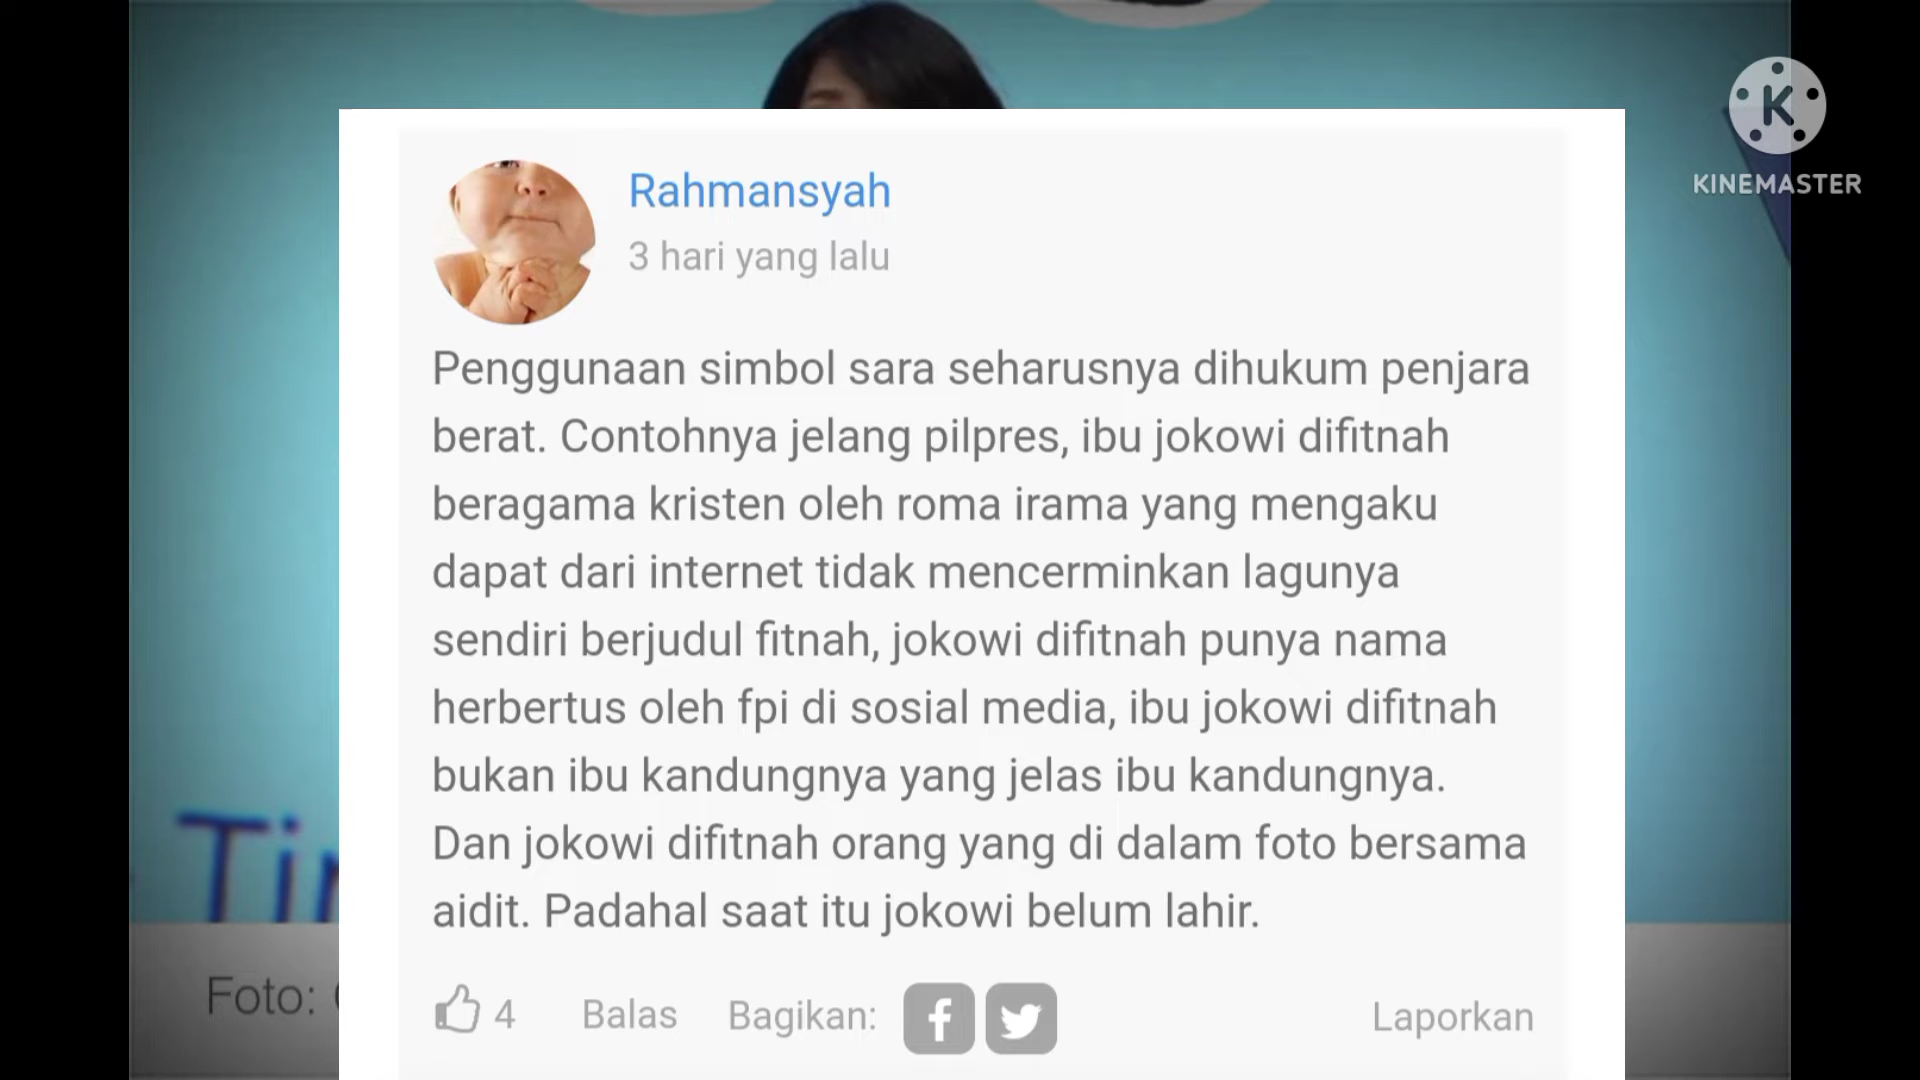 K
KINEMASTER
Rahmansyah
3 hari yang lalu
Penggunaan simbol sara seharusnya dihukum penjara
berat. Contohnya jelang pilpres, ibu jokowi difitnah
beragama kristen oleh roma irama yang mengaku
dapat dari internet tidak mencerminkan lagunya
sendiri berjudul fitnah, jokowi difitnah punya nama
herbertus oleh fpi di sosial media, ibu jokowi difitnah
bukan ibu kandungnya yang jelas ibu kandungnya.
Dan jokowi difitnah orang yang di dalam foto bersama
aidit. Padahal saat itu jokowi belum lahir.
4 Balas Bagikan: Laporkan
Foto: